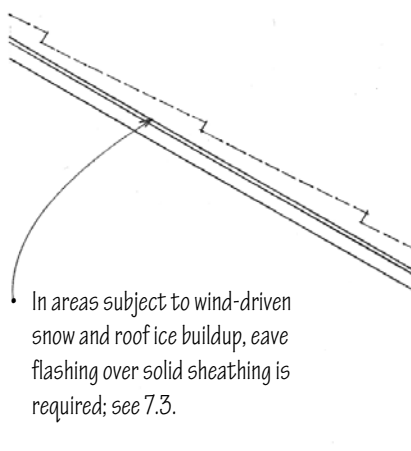 • In areas subject to wind-driven
snow and roof ice buildup, eave
flashing over solid sheathing is
required; see 7.3.